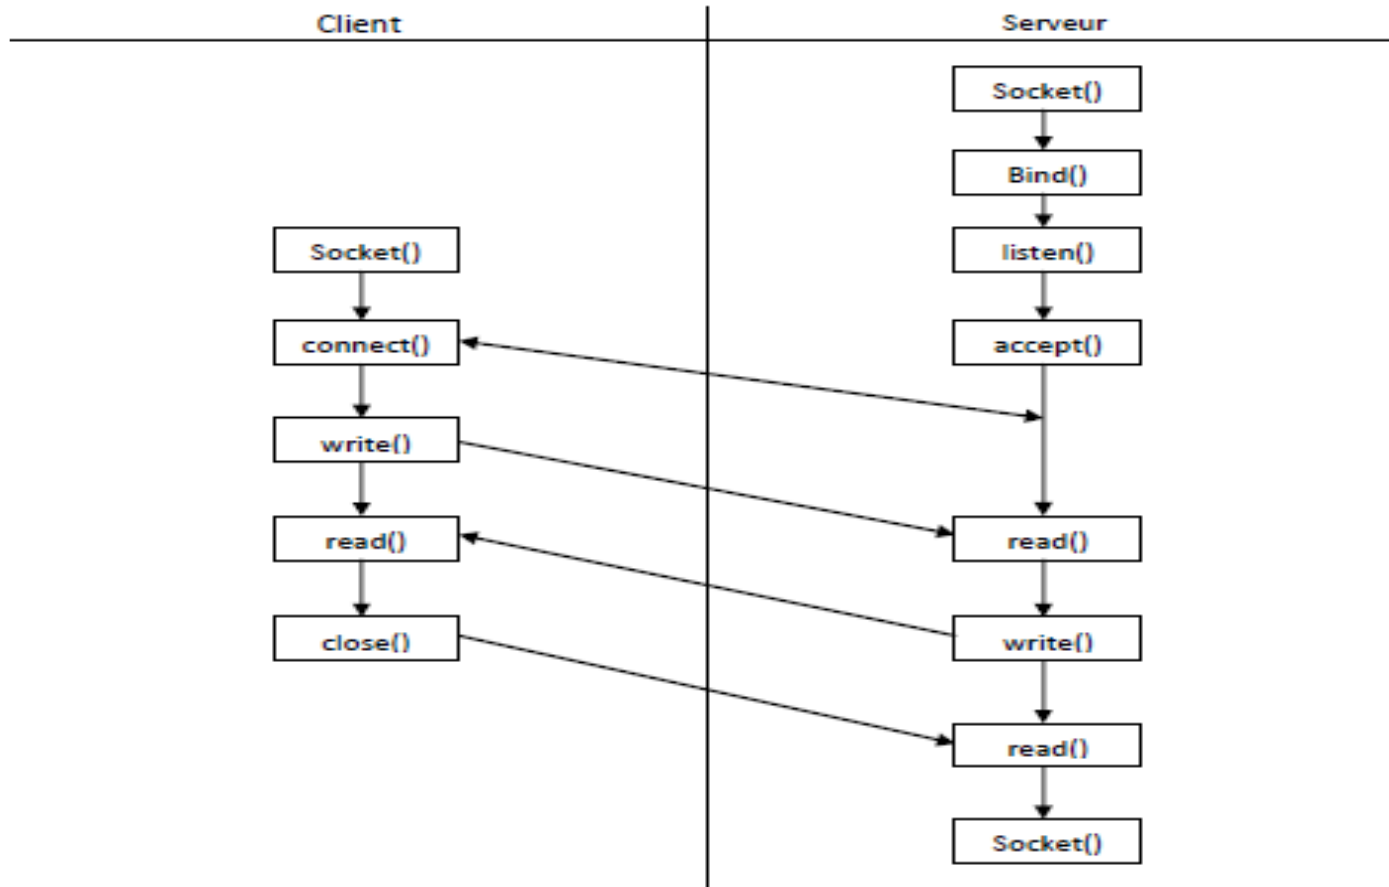 Client
Serveur
Socket()
Bind()
Socket()
listen()
connect()
accept()
write()
read()
read()
close()
write()
read()
Socket()